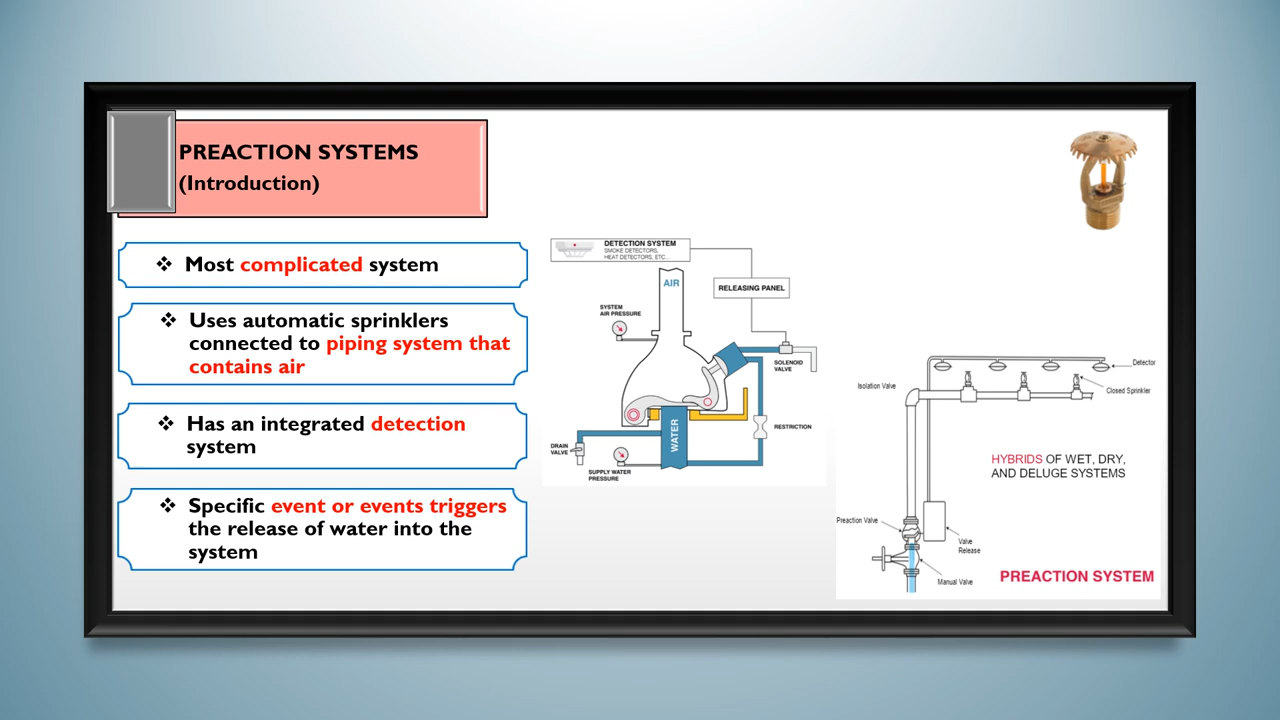 PREACTION SYSTEMS
(Introduction)
❖ Most complicated system
❖ Uses automatic sprinklers
connected to piping system that
contains air
❖ Has an integrated detection
system
❖ Specific event or events triggers
the release of water into the
system
DETECTION SYSTEM
SMOKE DETECTORS,
HEAT DETECTORS, ETC...
AIR
RELEASING PANEL
SYSTEM
AIR PRESSURE
SOLENOID
VALVE
WATER
RESTRICTION
DRAIN
VALVE
SUPPLY WATER
PRESSURE
Detector
Isolation Valve
Closed Sprinkler
HYBRIDS OF WET, DRY,
AND DELUGE SYSTEMS
Preaction Valve
Valve
Release
Manual Valve
PREACTION SYSTEM